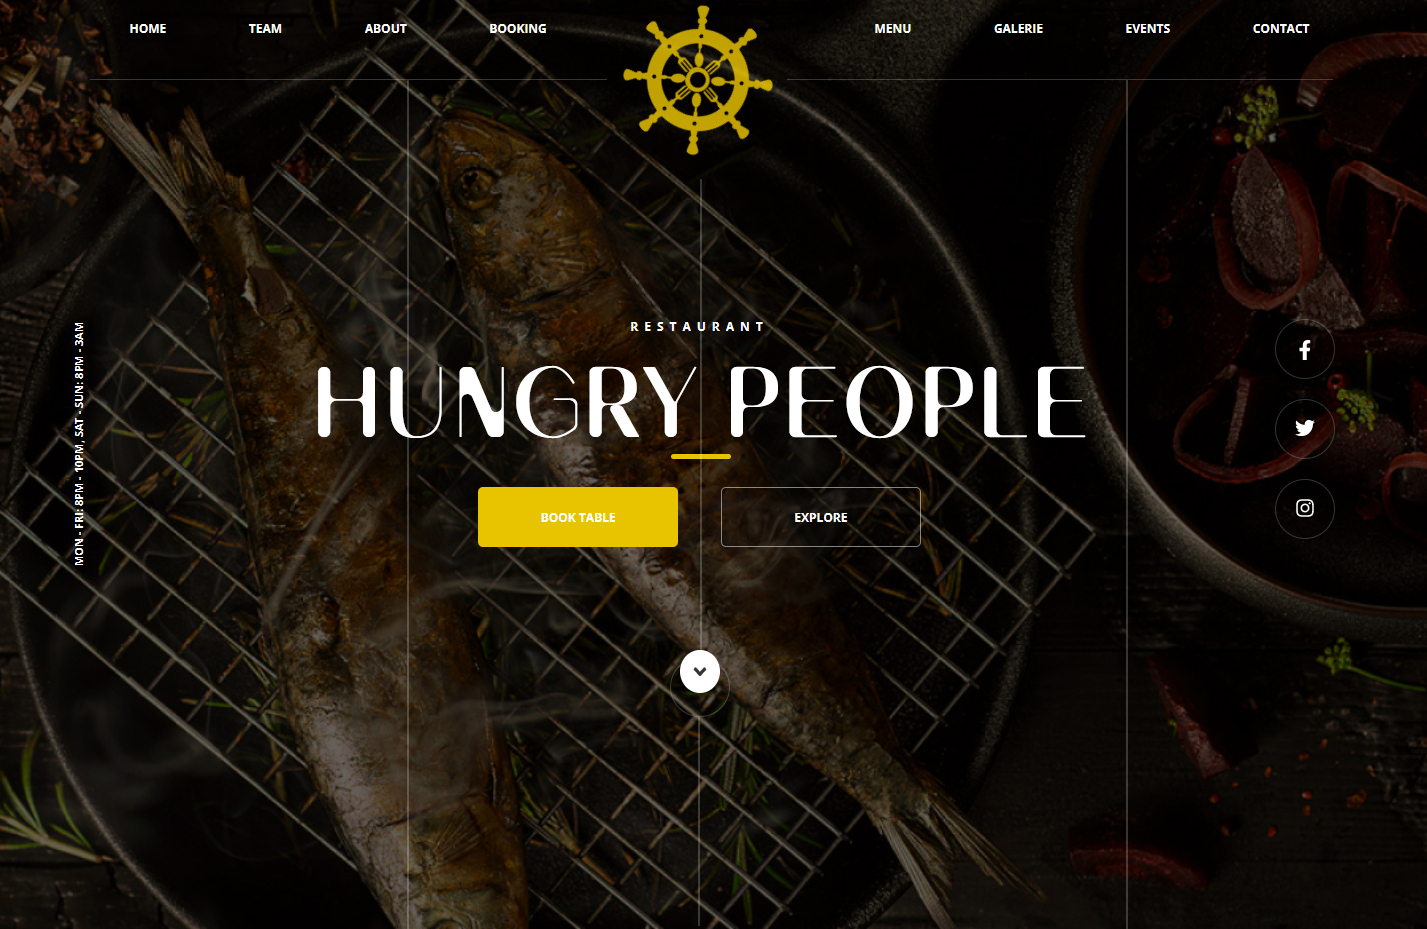 HOME TEAM ABOUT BOOKING MENU GALERIE EVENTS CONTACT
RESTAURANT
HUNGRY PEOPLE
BOOK TABLE EXPLORE
MON - FRI: 8PM - 10PM, SAT - SUN: 8PM - 3AM